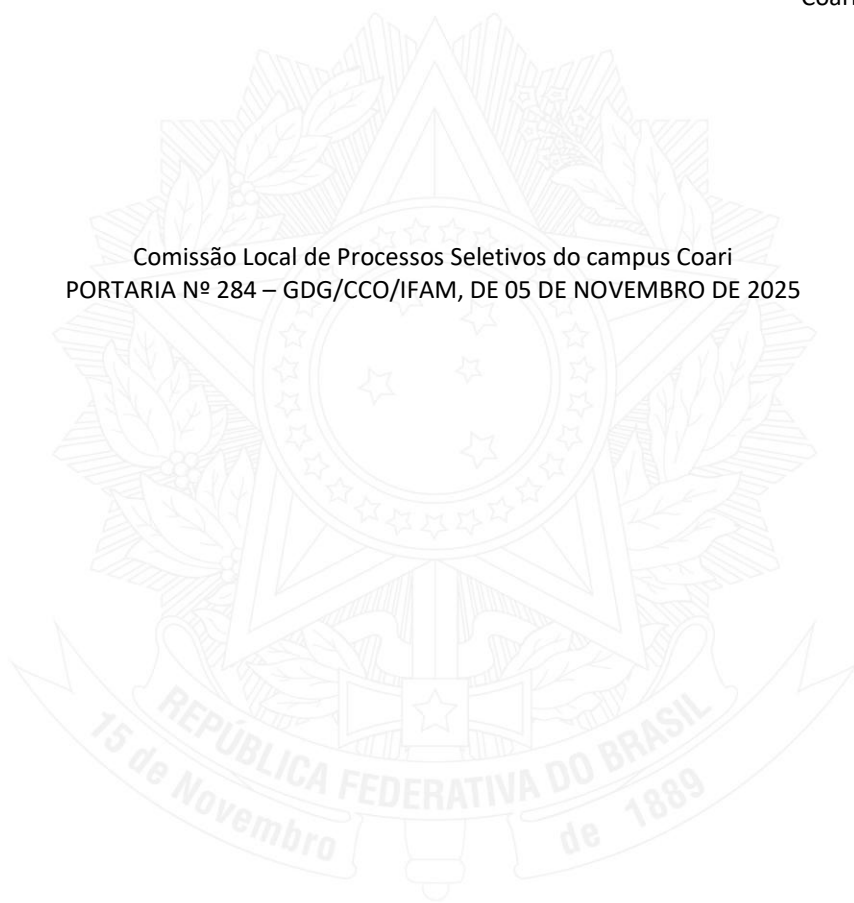 Coari
Comissão Local de Processos Seletivos do campus Coari
PORTARIA Nº 284 – GDG/CCO/IFAM, DE 05 DE NOVEMBRO DE 2025
REPÚBLICA FEDERATIVA DO BRASIL
15 de Novembro de 1889